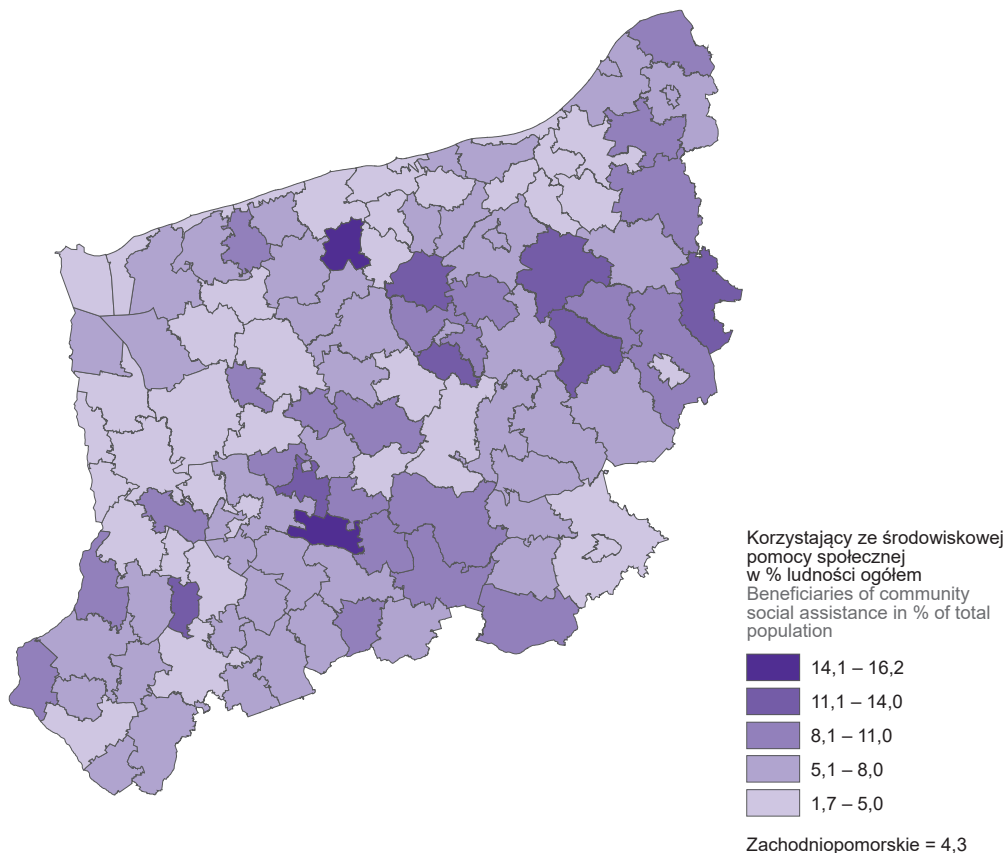 Korzystający ze środowiskowej
pomocy społecznej
w % ludności ogółem
Beneficiaries of community
social assistance in % of total
population
14,1 – 16,2
11,1 – 14,0
8,1 – 11,0
5,1 – 8,0
1,7 – 5,0
Zachodniopomorskie = 4,3